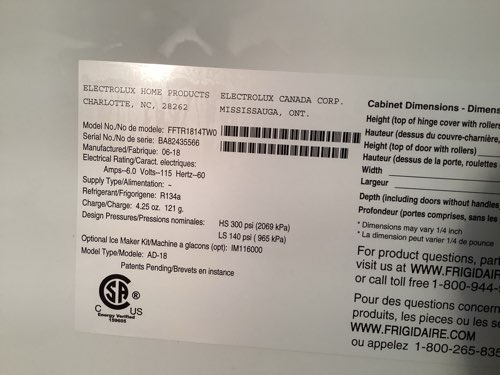 ELECTROLUX HOME PRODUCTS
CHARLOTTE, NC, 28262
ELECTROLUX CANADA CORP.
MISSISSAUGA, ONT.
Model No./No de modele: FFTR1814TW0
Serial No./No de série: BA82435566
Manufactured/Fabrique: 06-18
Electrical Rating/Caract. electriques:
Amps–6.0 Volts--115 Hertz–60
Supply Type/Alimentation: –
Refrigerant/Frigorigene: R134a
Charge/Charge: 4.25 oz. 121 g.
Design Pressures/Pressions nominales: HS 300 psi (2069 kPa)
LS 140 psi ( 965 kPa)
Optional Ice Maker Kit/Machine a glacons (opt): IM116000
Model Type/Modele: AD-18
Patents Pending/Brevets en instance
CSA ®
C US
Energy Verified
159605
Cabinet Dimensions - Dimens
Height (top of hinge cover with rollers
Hauteur (dessus du couvre-charnière,
Height (top of door with rollers)
Hauteur (dessus de la porte, roulettes
Width
Largeur
Depth (including doors without handles
Profondeur (portes comprises, sans
* Dimensions may vary 1/4 inch
* La dimension peut varier 1/4 de pouce
For product questions, part
visit us at WWW.FRIGID
or call toll free 1-800-944-
Pour des questions concern
produits, les pieces ou les s
WWW.FRIGIDAIRE.COM
ou appelez 1-800-265-835